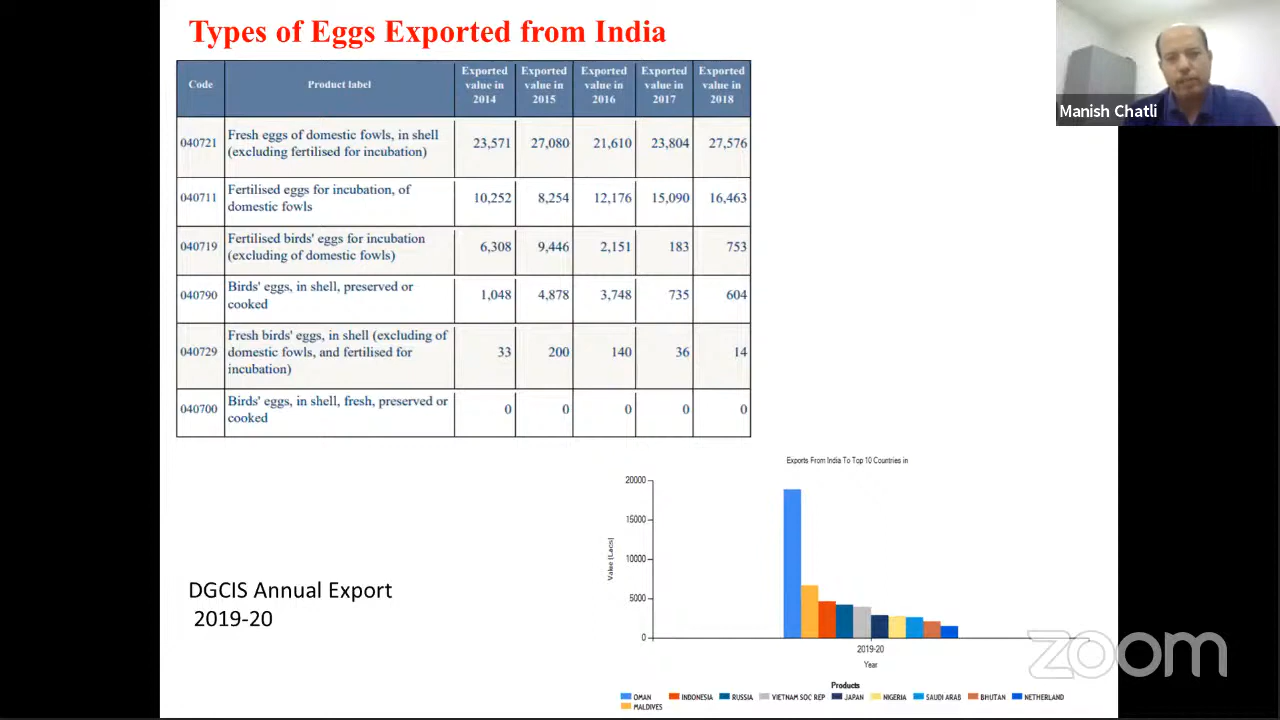 Types of Eggs Exported from India
Manish Chatli
Code Product label Exported value in 2014 Exported value in 2015 Exported value in 2016 Exported value in 2017 Exported value in 2018
040721 Fresh eggs of domestic fowls, in shell (excluding fertilised for incubation) 23,571 27,080 21,610 23,804 27,576
040711 Fertilised eggs for incubation, of domestic fowls 10,252 8,254 12,176 15,090 16,463
040719 Fertilised birds' eggs for incubation (excluding of domestic fowls) 6,308 9,446 2,151 183 753
040790 Birds' eggs, in shell, preserved or cooked 1,048 4,878 3,748 735 604
040729 Fresh birds' eggs, in shell (excluding of domestic fowls, and fertilised for incubation) 33 200 140 36 14
040700 Birds' eggs, in shell, fresh, preserved or cooked 0 0 0 0 0
Exports From India To Top 10 Countries in
20000
15000
10000
5000
0
Value (Lacs)
2019-20
Year
Products
OMAN INDONESIA RUSSIA VIETNAM SOC REP JAPAN NIGERIA SAUDI ARAB BHUTAN NETHERLAND
MALDIVES
DGCIS Annual Export
2019-20
zoom